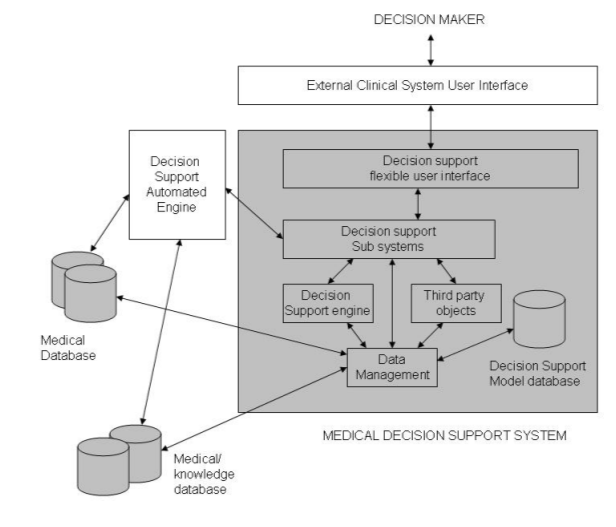 DECISION MAKER
External Clinical System User Interface
Decision
Support
Automated
Engine
Decision support
flexible user interface
Decision support
Sub systems
Decision
Support engine
Third party
objects
Medical
Database
Data
Management
Decision Support
Model database
MEDICAL DECISION SUPPORT SYSTEM
Medical/
knowledge
database